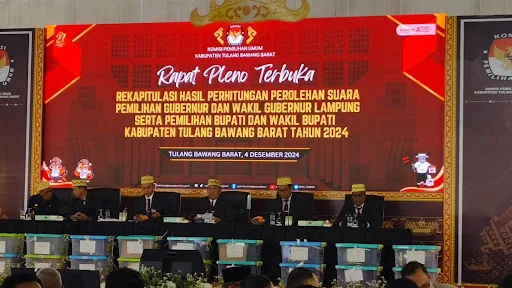 KOMISI PEMILIHAN UMUM
KABUPATEN TULANG BAWANG BARAT
Rapat Pleno Terbuka
REKAPITULASI HASIL PERHITUNGAN PEROLEHAN SUARA
PEMILIHAN GUBERNUR DAN WAKIL GUBERNUR LAMPUNG
SERTA PEMILIHAN BUPATI DAN WAKIL BUPATI
KABUPATEN TULANG BAWANG BARAT TAHUN 2024
TULANG BAWANG BARAT, 4 DESEMBER 2024